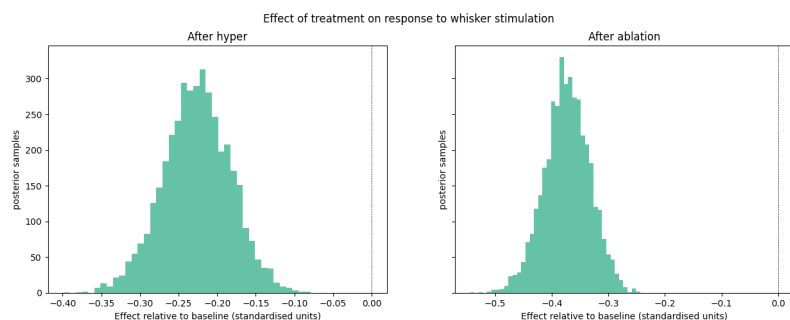 Effect of treatment on response to whisker stimulation
After hyper
After ablation
300
250
200
150
100
50
0
posterior samples
posterior samples
−0.40 −0.35 −0.30 −0.25 −0.20 −0.15 −0.10 −0.05 0.00
−0.5 −0.4 −0.3 −0.2 −0.1 0.0
Effect relative to baseline (standardised units)
Effect relative to baseline (standardised units)